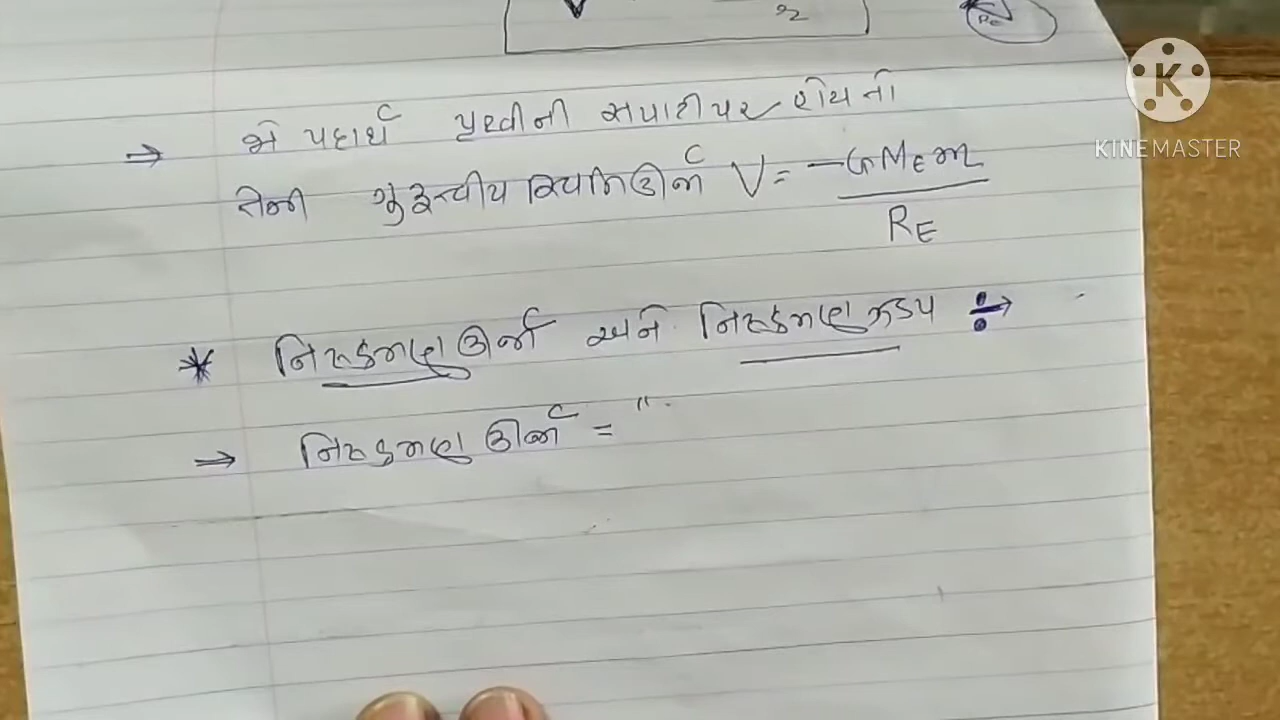 ⇒ જો પદાર્થ પૃથ્વીની સપાટી પર હોય તો
તેની ગુરુત્વીય સ્થિતિઊર્જા V = -GMEm / RE
* નિષ્ક્રમણ ઊર્જા અને નિષ્ક્રમણ ઝડપ ÷→
⇒ નિષ્ક્રમણ ઊર્જા = "
K
KINEMASTER